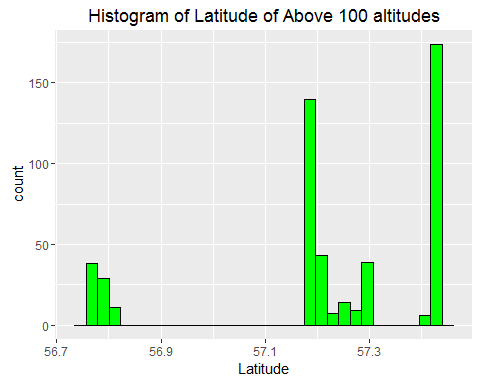 Histogram of Latitude of Above 100 altitudes
150
100
50
0
count
56.7 56.9 57.1 57.3
Latitude